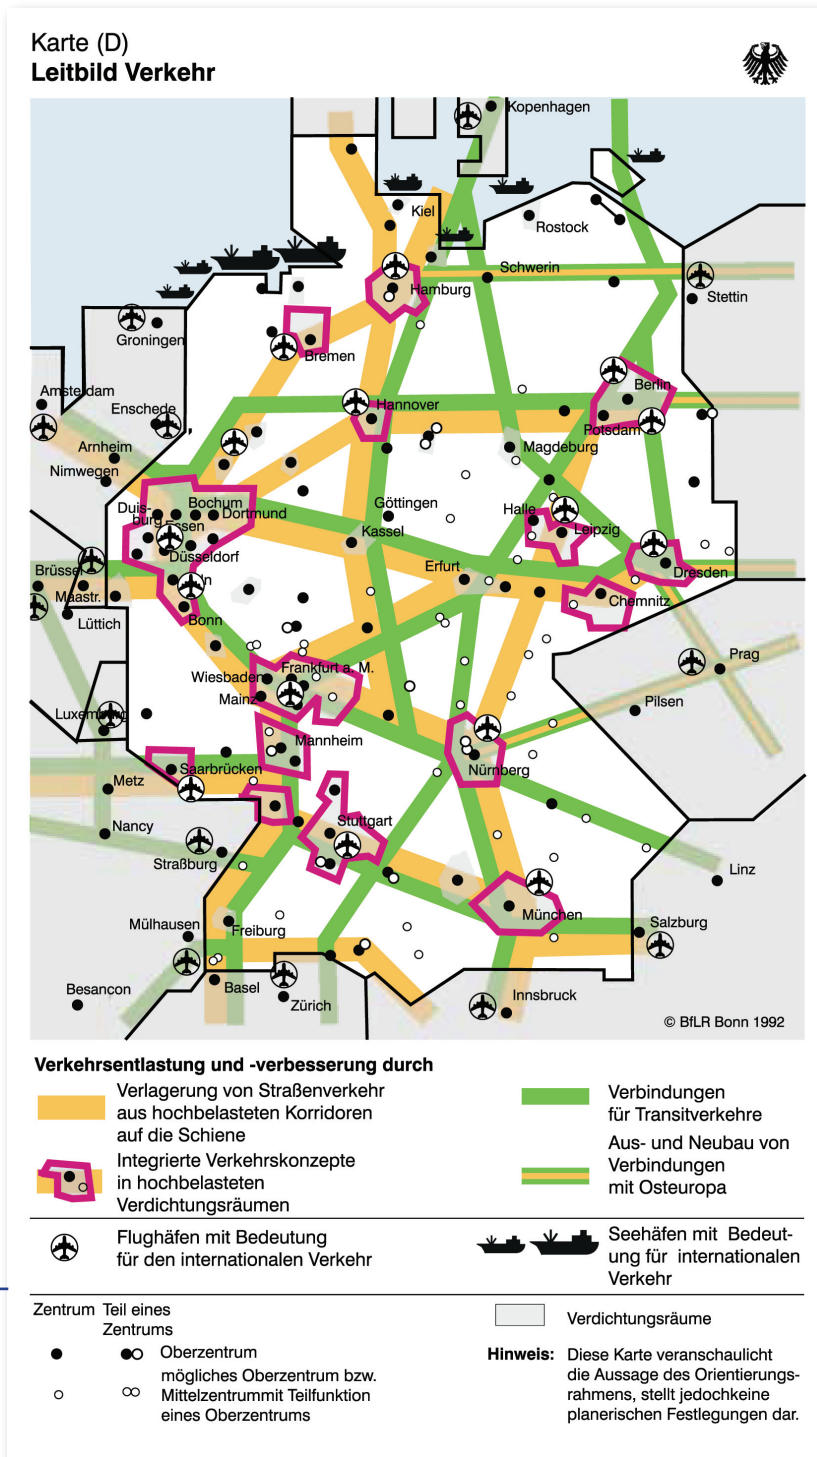 Karte (D)
Leitbild Verkehr
Kopenhagen
Kiel
Rostock
Schwerin
Hamburg
Stettin
Groningen
Bremen
Amsterdam
Berlin
Enschede
Hannover
Potsdam
Arnheim
Magdeburg
Nimwegen
Duis-
burg
Bochum
Dortmund
Essen
Göttingen
Halle
Leipzig
Kassel
Düsseldorf
Brüssel
Erfurt
Dresden
Maastr.
Chemnitz
Lüttich
Bonn
Prag
Wiesbaden
Frankfurt a. M.
Mainz
Pilsen
Luxemburg
Mannheim
Saarbrücken
Nürnberg
Metz
Nancy
Stuttgart
Straßburg
Linz
München
Mülhausen
Freiburg
Salzburg
Besançon
Basel
Zürich
Innsbruck
© BfLR Bonn 1992
Verkehrsentlastung und -verbesserung durch
Verlagerung von Straßenverkehr
aus hochbelasteten Korridoren
auf die Schiene
Integrierte Verkehrskonzepte
in hochbelasteten
Verdichtungsräumen
Verbindungen
für Transitverkehre
Aus- und Neubau von
Verbindungen
mit Osteuropa
Flughäfen mit Bedeutung
für den internationalen Verkehr
Seehäfen mit Bedeut-
ung für internationalen
Verkehr
Zentrum
Teil eines
Zentrums
Oberzentrum
mögliches Oberzentrum bzw.
Mittelzentrummit Teilfunktion
eines Oberzentrums
Verdichtungsräume
Hinweis: Diese Karte veranschaulicht
die Aussage des Orientierungs-
rahmens, stellt jedochkeine
planerischen Festlegungen dar.